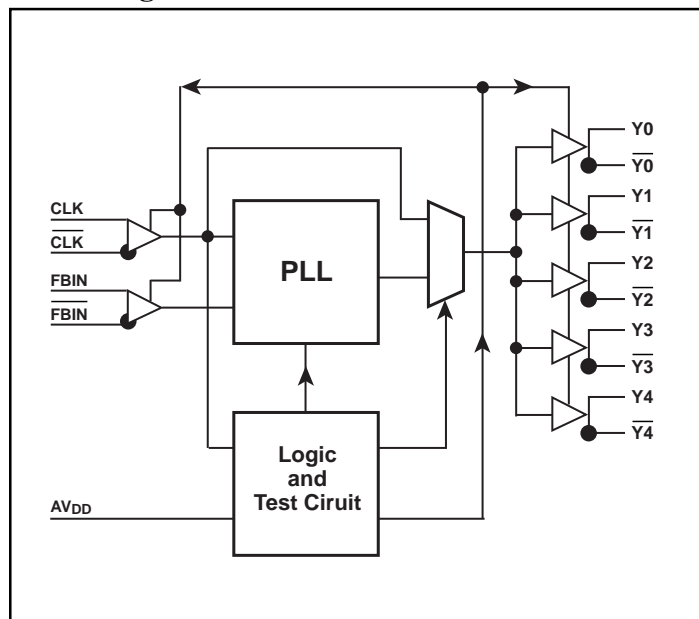 CLK
CLK
FBIN
FBIN
AVDD
PLL
Logic
and
Test Ciruit
Y0
Y0
Y1
Y1
Y2
Y2
Y3
Y3
Y4
Y4